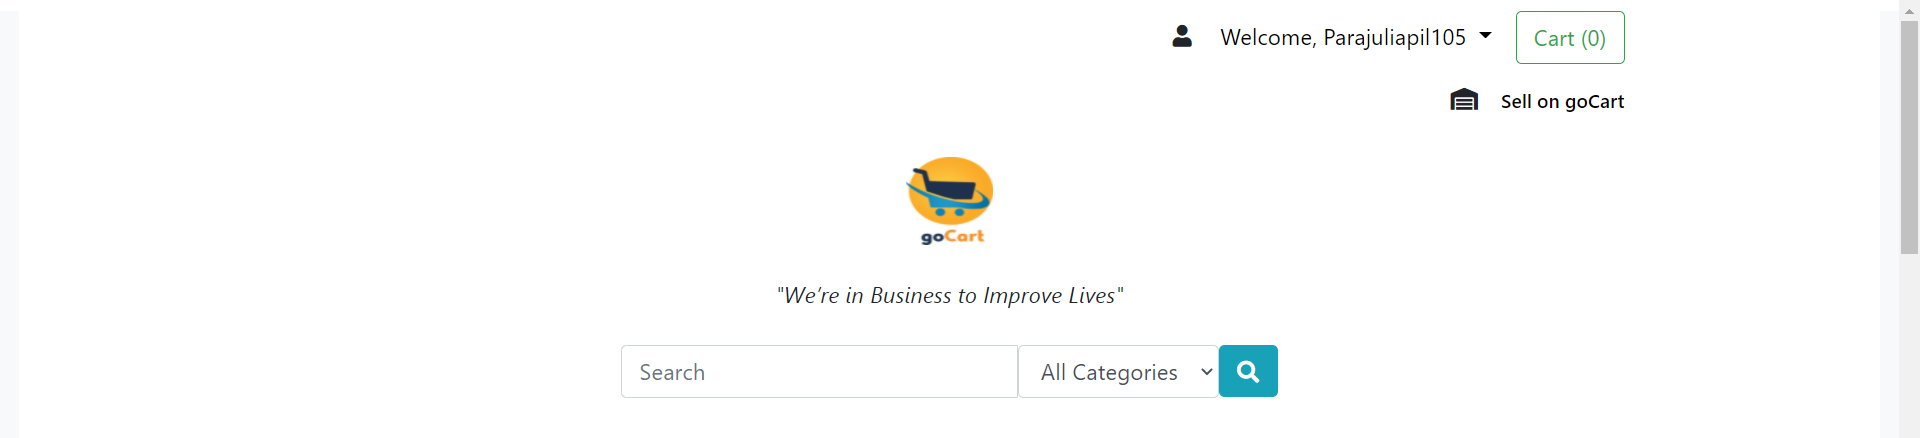 Welcome, Parajuliapil105
Cart (0)
Sell on goCart
goCart
"We're in Business to Improve Lives"
Search
All Categories